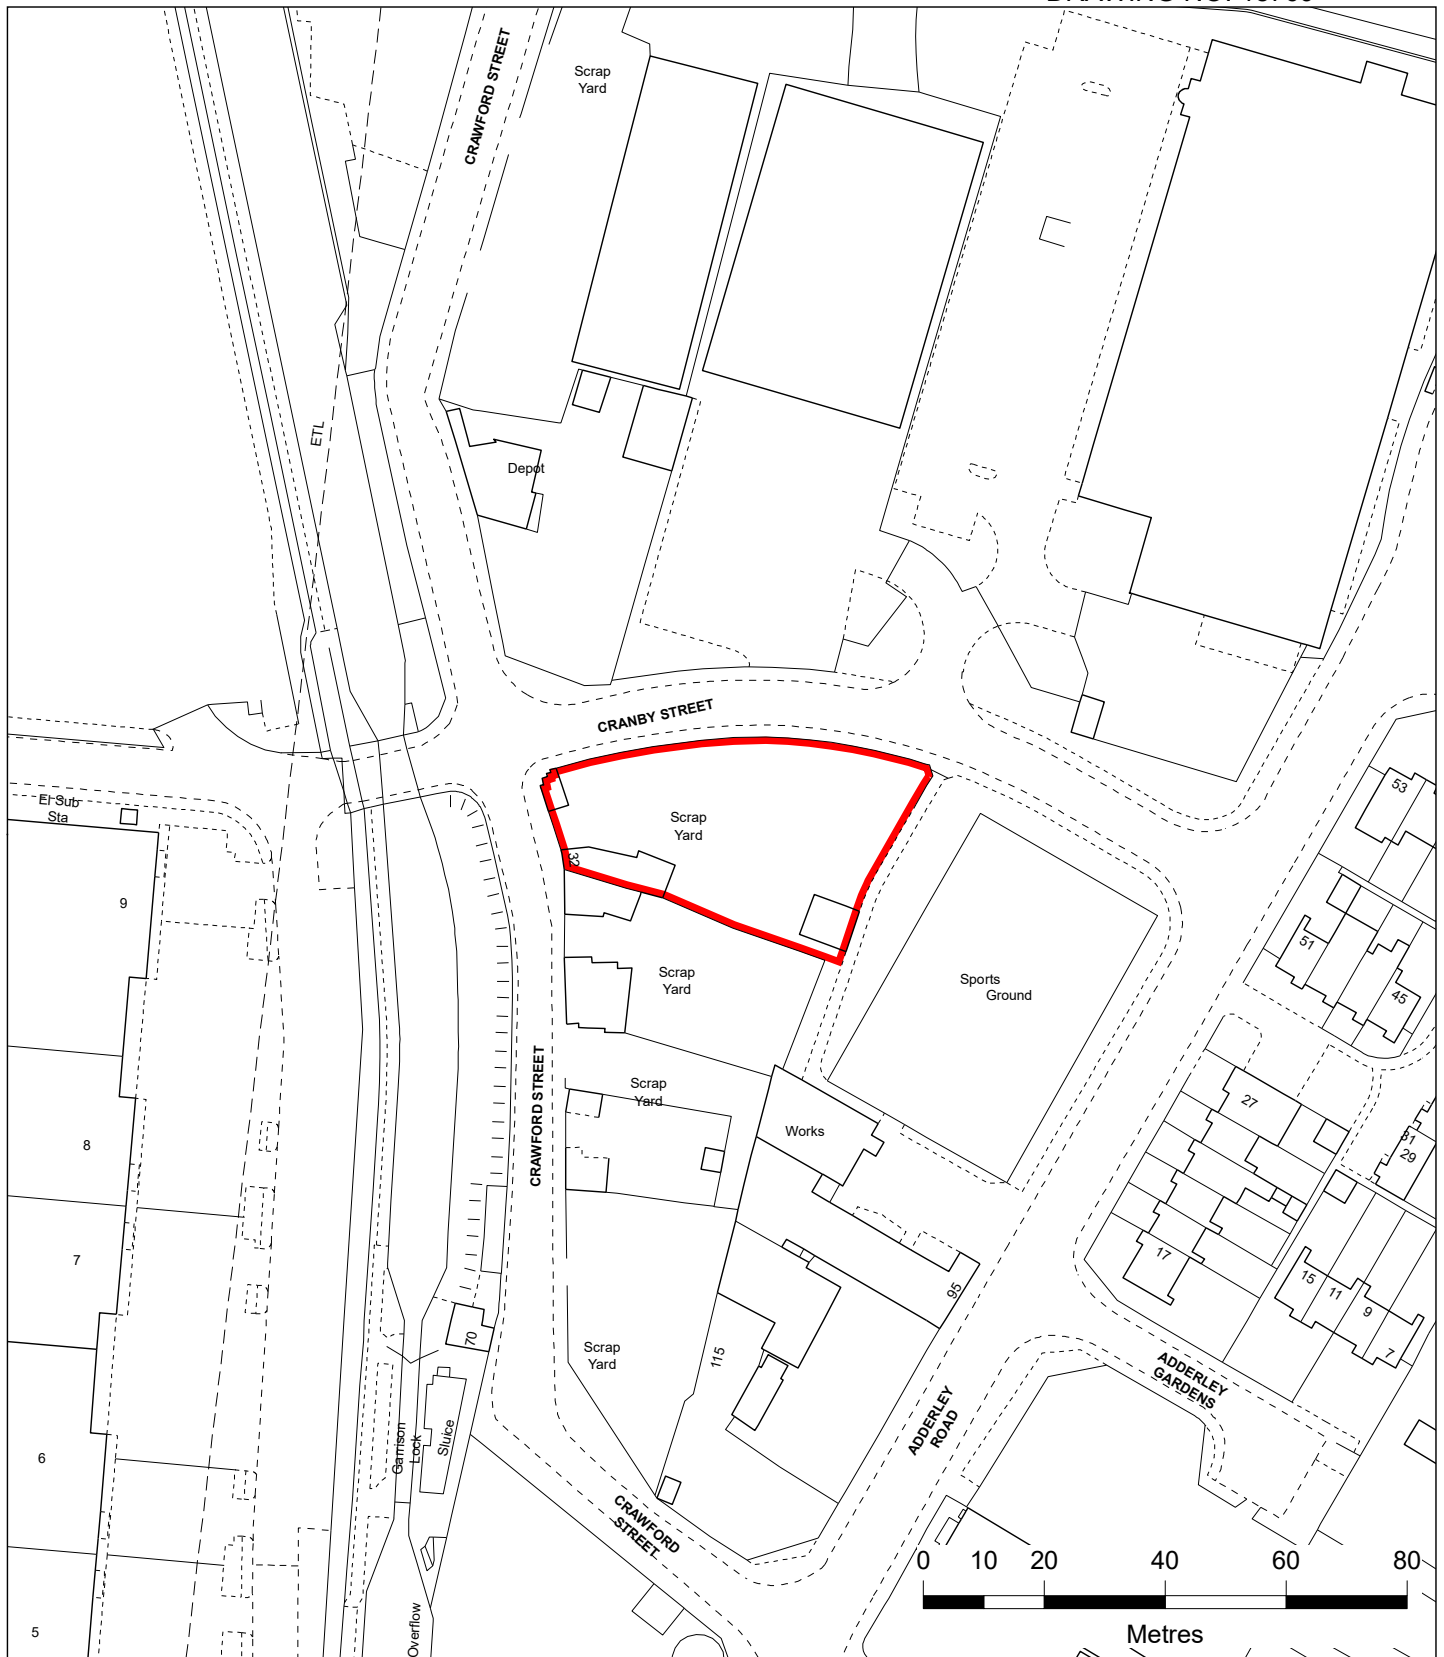 CRAWFORD STREET
Scrap
Yard
ETL
Depot
CRANBY STREET
El Sub
Sta
Scrap
Yard
32
53
9
51
45
Scrap
Yard
Sports
Ground
CRAWFORD STREET
Scrap
Yard
Works
27
31
29
8
7
17
15
11
9
7
95
70
Scrap
Yard
115
ADDERLEY
GARDENS
ADDERLEY
ROAD
Garrison
Lock
Sluice
6
CRAWFORD
STREET
Overflow
5
0 10 20 40 60 80
Metres